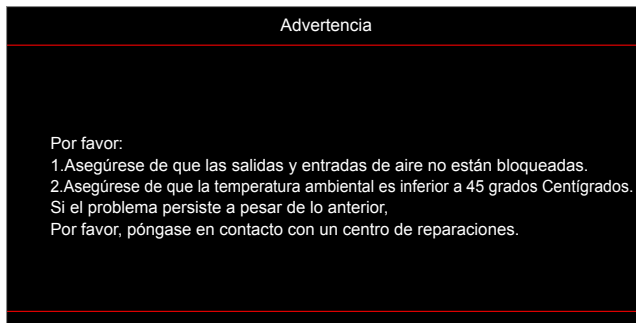 Advertencia
Por favor:
1.Asegúrese de que las salidas y entradas de aire no están bloqueadas.
2.Asegúrese de que la temperatura ambiental es inferior a 45 grados Centígrados.
Si el problema persiste a pesar de lo anterior,
Por favor, póngase en contacto con un centro de reparaciones.